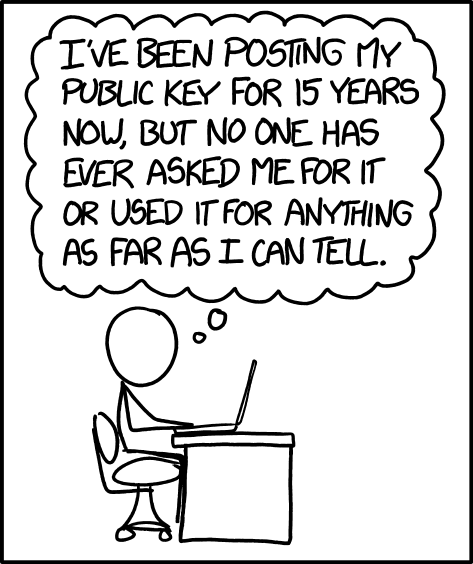 I'VE BEEN POSTING MY
PUBLIC KEY FOR 15 YEARS
NOW, BUT NO ONE HAS
EVER ASKED ME FOR IT
OR USED IT FOR ANYTHING
AS FAR AS I CAN TELL.